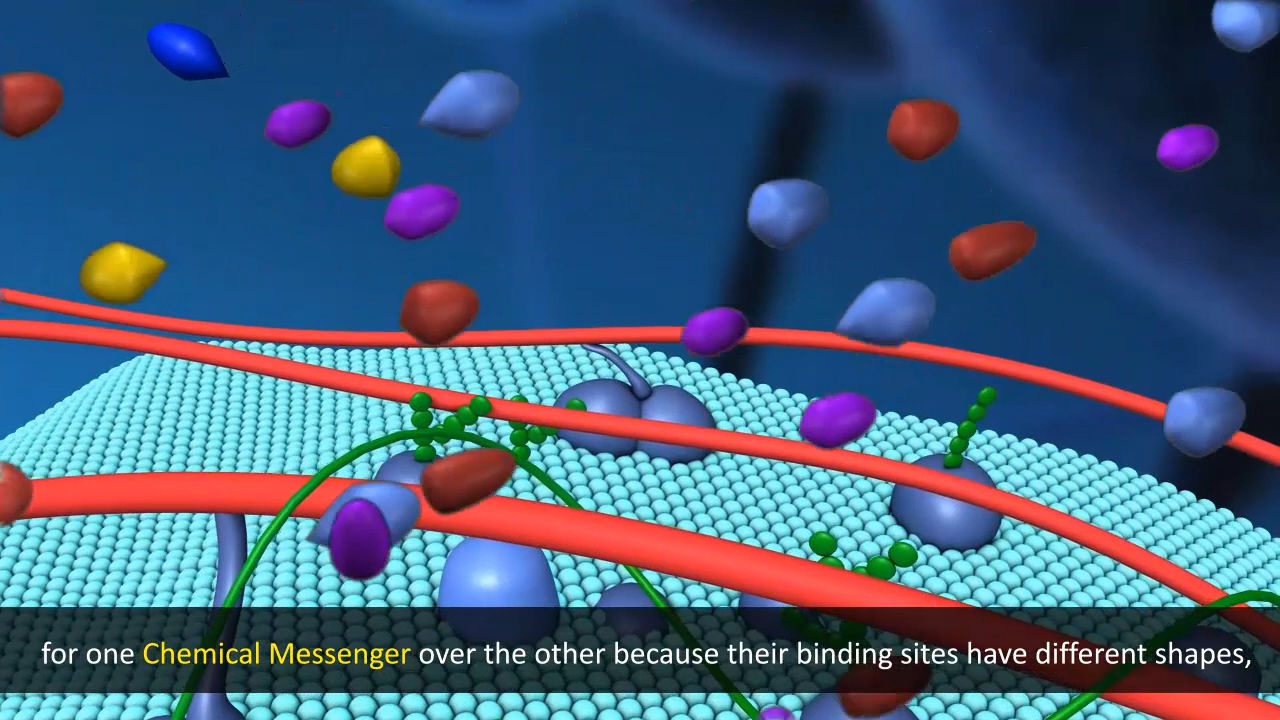 for one Chemical Messenger over the other because their binding sites have different shapes,